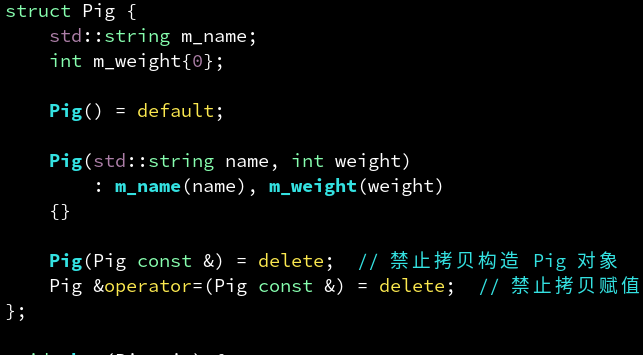 struct Pig {
    std::string m_name;
    int m_weight{0};

    Pig() = default;

    Pig(std::string name, int weight)
        : m_name(name), m_weight(weight)
    {}

    Pig(Pig const &) = delete;  // 禁止拷贝构造 Pig 对象
    Pig &operator=(Pig const &) = delete;  // 禁止拷贝赋值
};